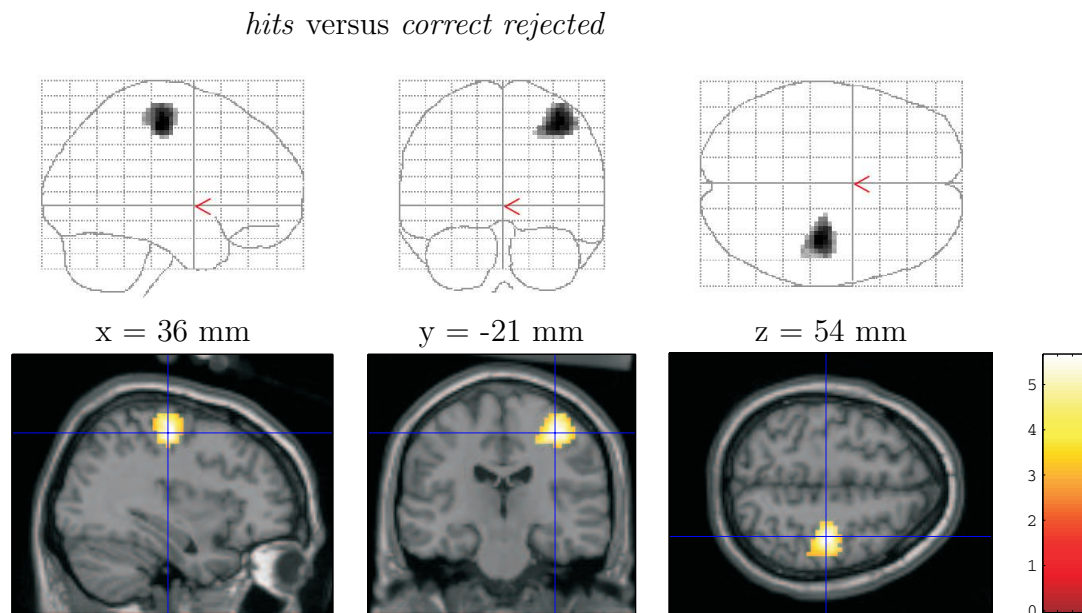 hits versus correct rejected
x = 36 mm
y = -21 mm
z = 54 mm
5
4
3
2
1
0